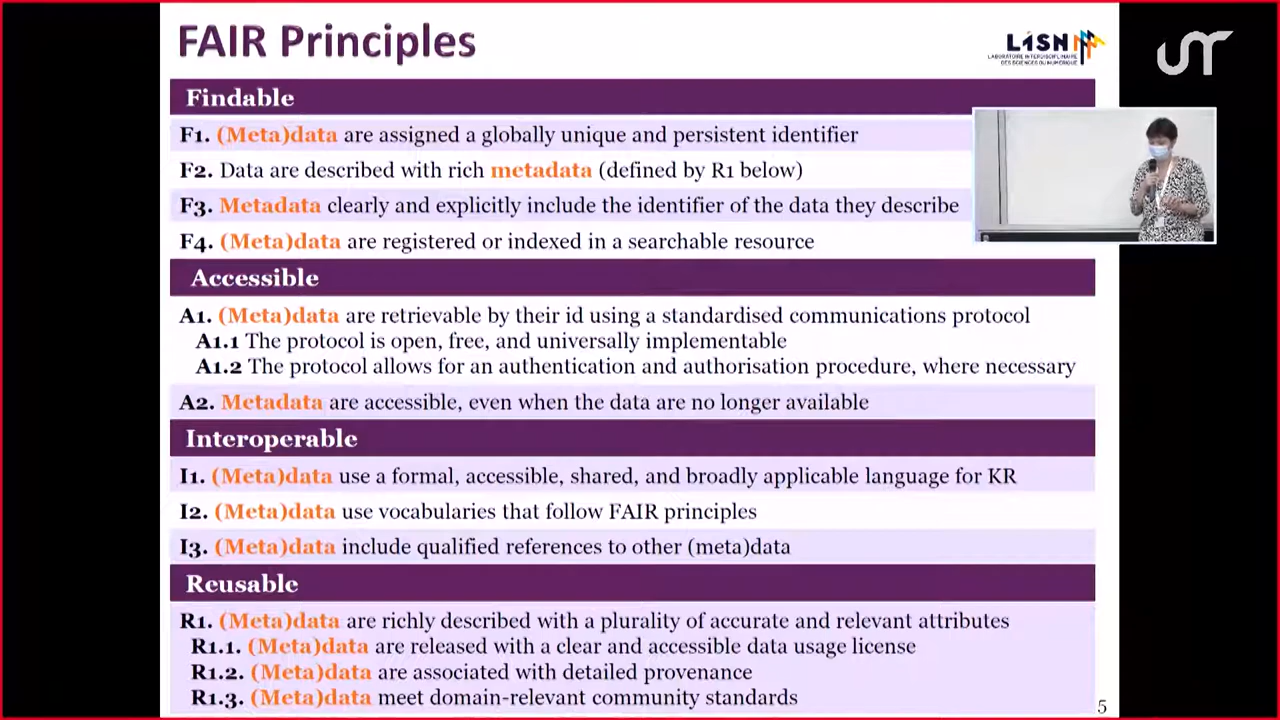 FAIR Principles
LISN
LABORATOIRE INTERDISCIPLINAIRE
DES SCIENCES DU NUMÉRIQUE
Findable
F1. (Meta)data are assigned a globally unique and persistent identifier
F2. Data are described with rich metadata (defined by R1 below)
F3. Metadata clearly and explicitly include the identifier of the data they describe
F4. (Meta)data are registered or indexed in a searchable resource
Accessible
A1. (Meta)data are retrievable by their id using a standardised communications protocol
A1.1 The protocol is open, free, and universally implementable
A1.2 The protocol allows for an authentication and authorisation procedure, where necessary
A2. Metadata are accessible, even when the data are no longer available
Interoperable
I1. (Meta)data use a formal, accessible, shared, and broadly applicable language for KR
I2. (Meta)data use vocabularies that follow FAIR principles
I3. (Meta)data include qualified references to other (meta)data
Reusable
R1. (Meta)data are richly described with a plurality of accurate and relevant attributes
R1.1. (Meta)data are released with a clear and accessible data usage license
R1.2. (Meta)data are associated with detailed provenance
R1.3. (Meta)data meet domain-relevant community standards
5